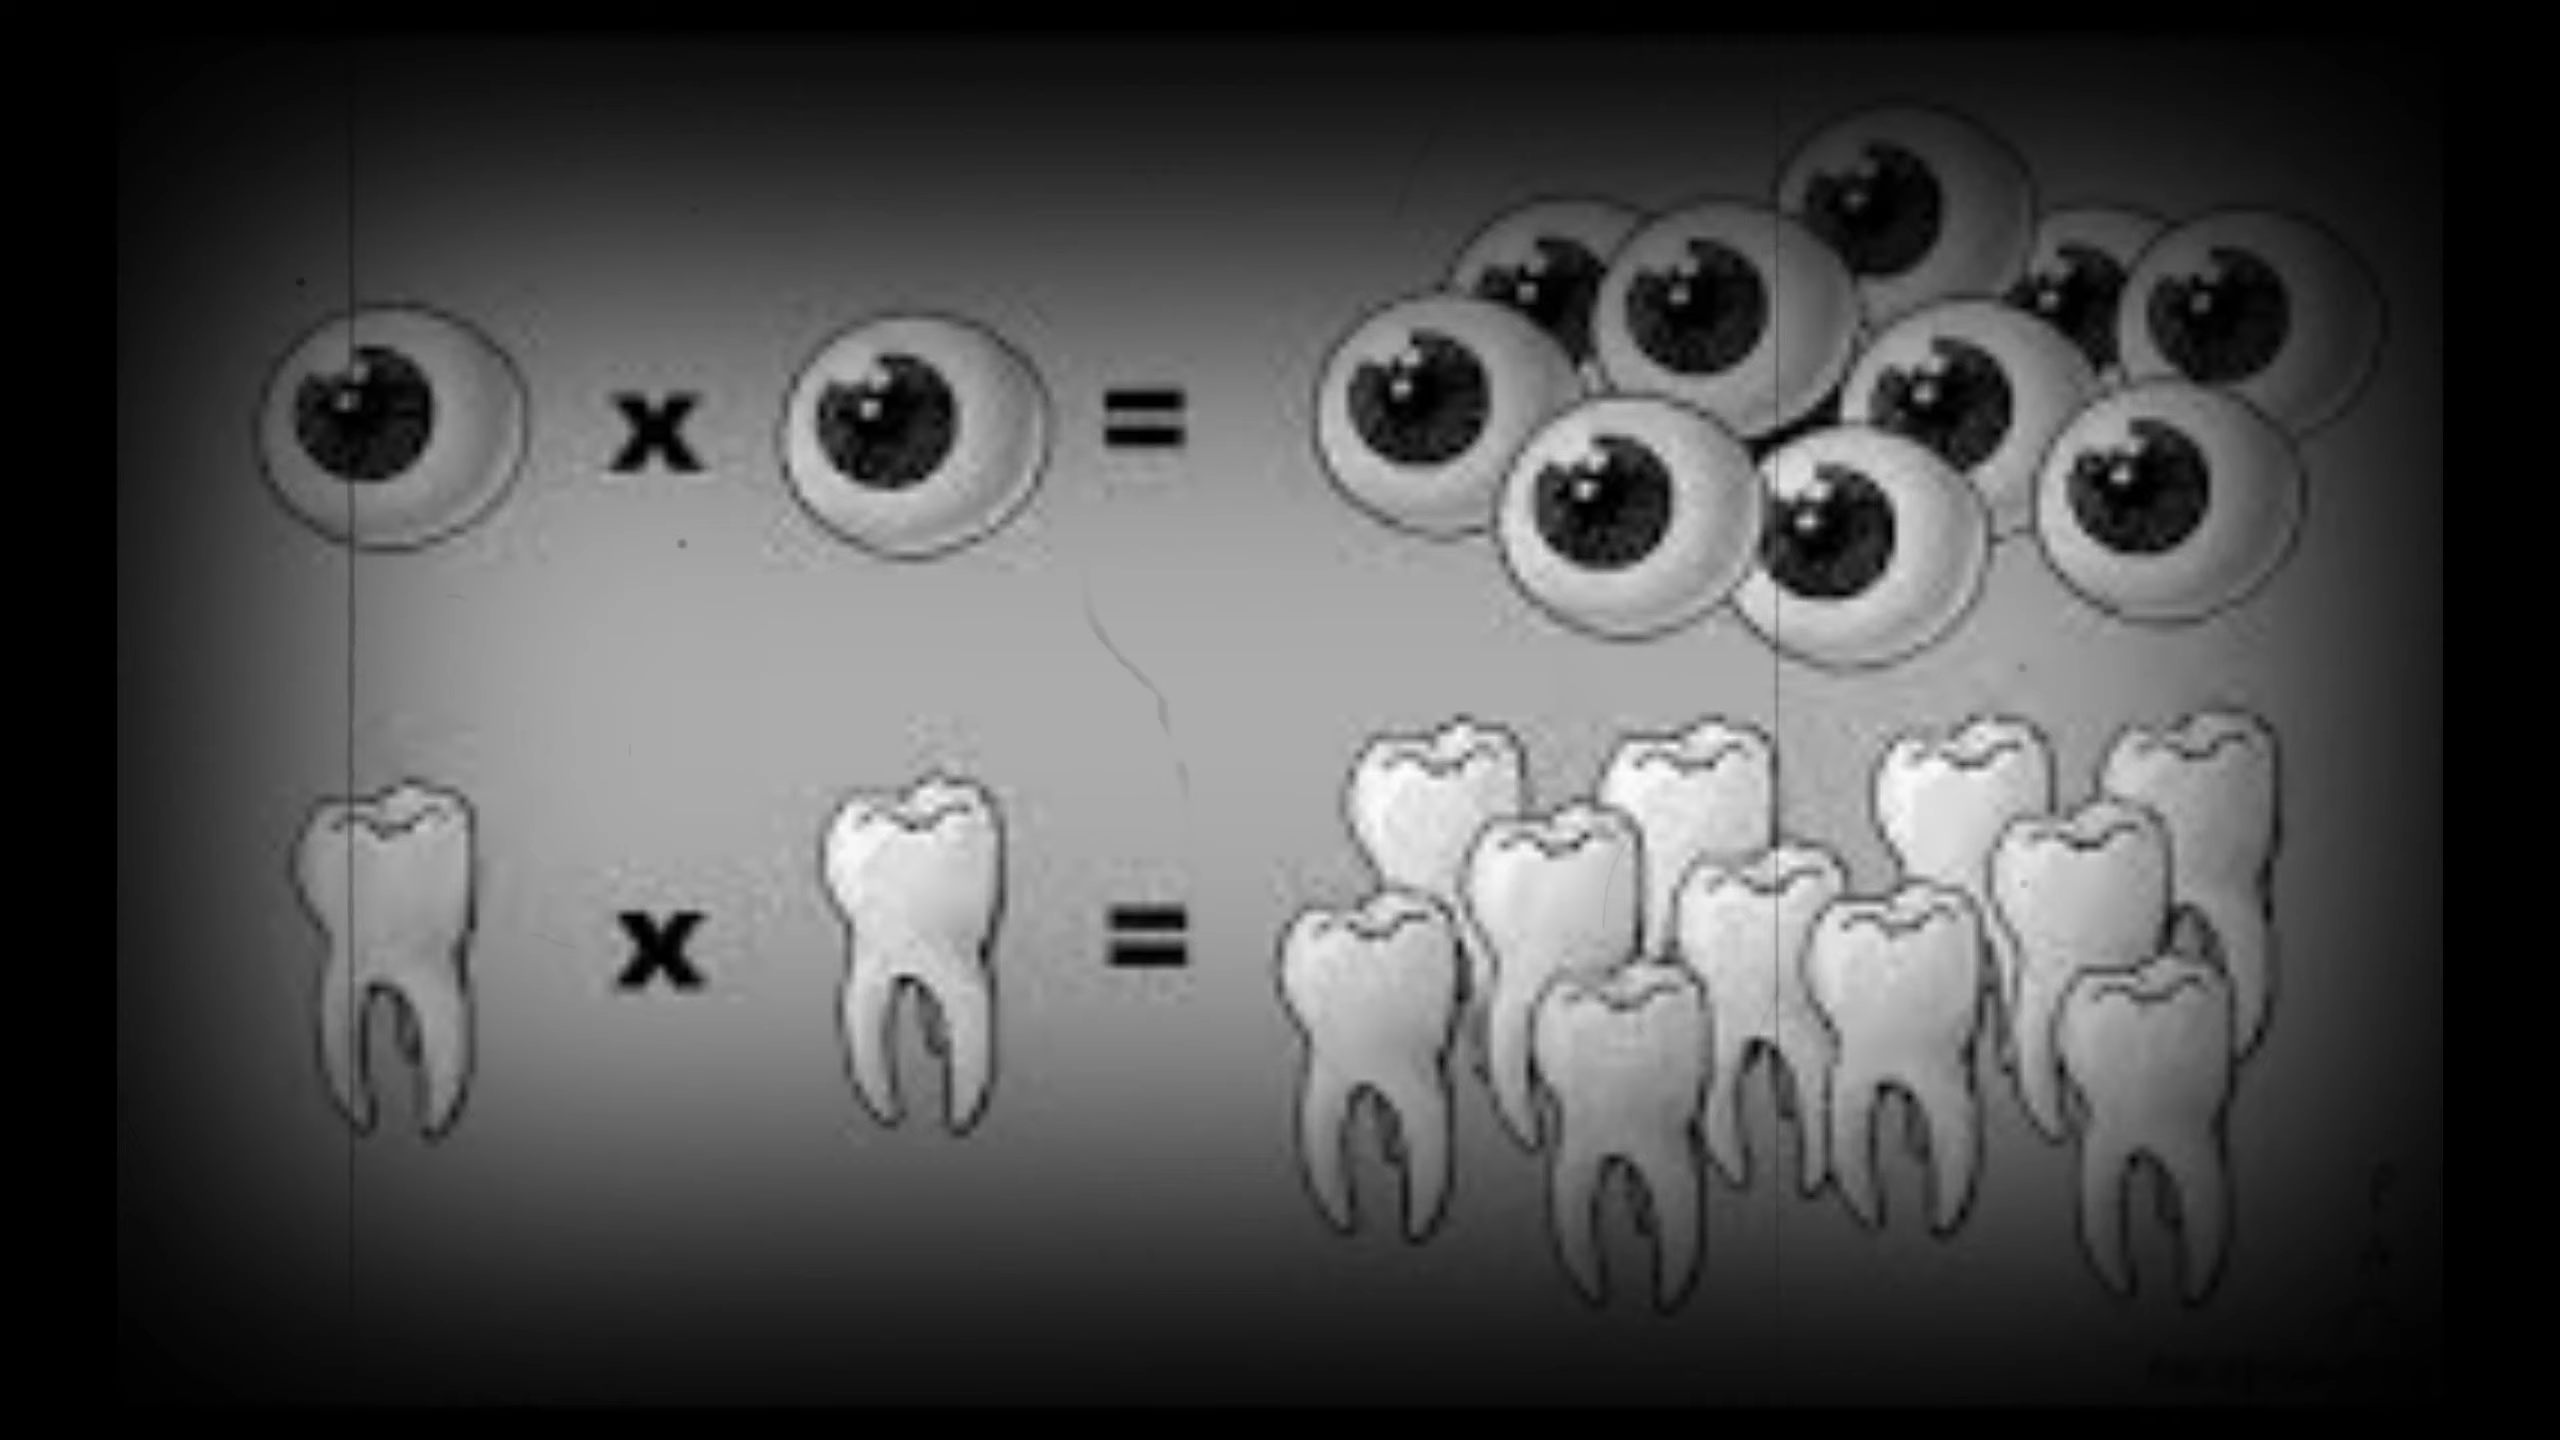 x =
x =